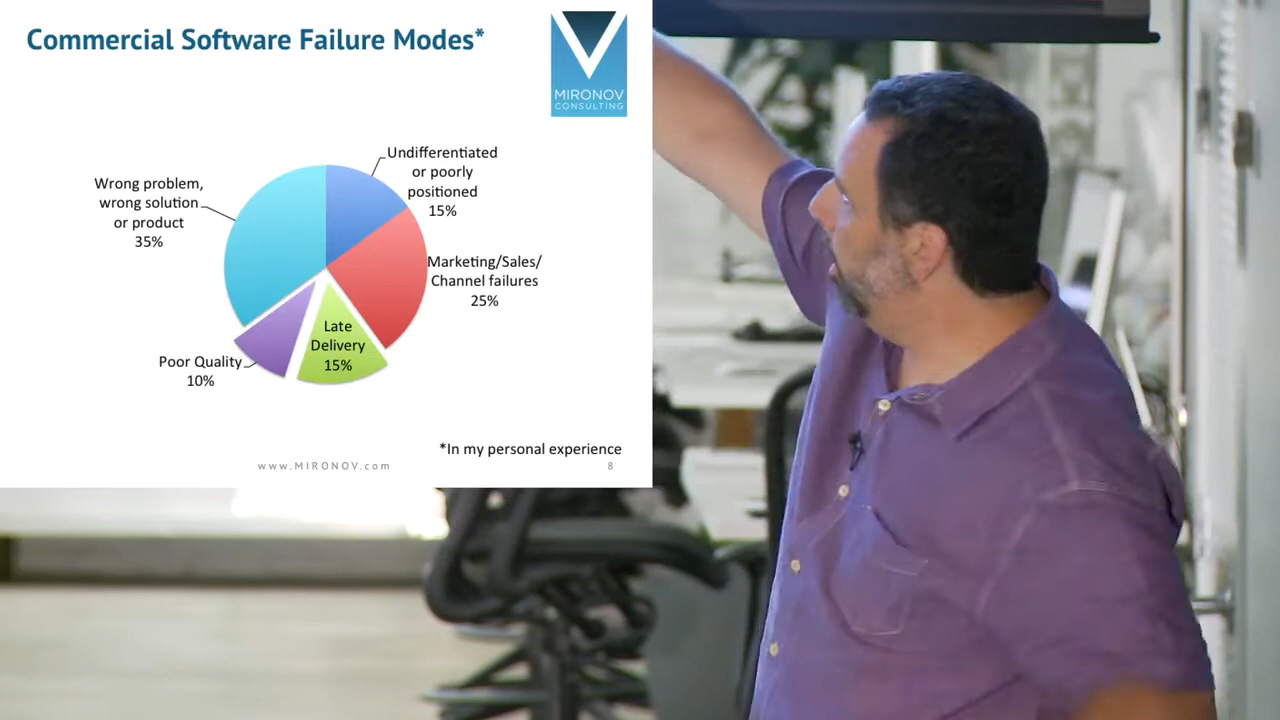 Commercial Software Failure Modes*
MIRONOV
CONSULTING
Undifferentiated
or poorly
positioned
15%
Wrong problem,
wrong solution
or product
35%
Marketing/Sales/
Channel failures
25%
Late
Delivery
15%
Poor Quality
10%
*In my personal experience
www.MIRONOV.com
8